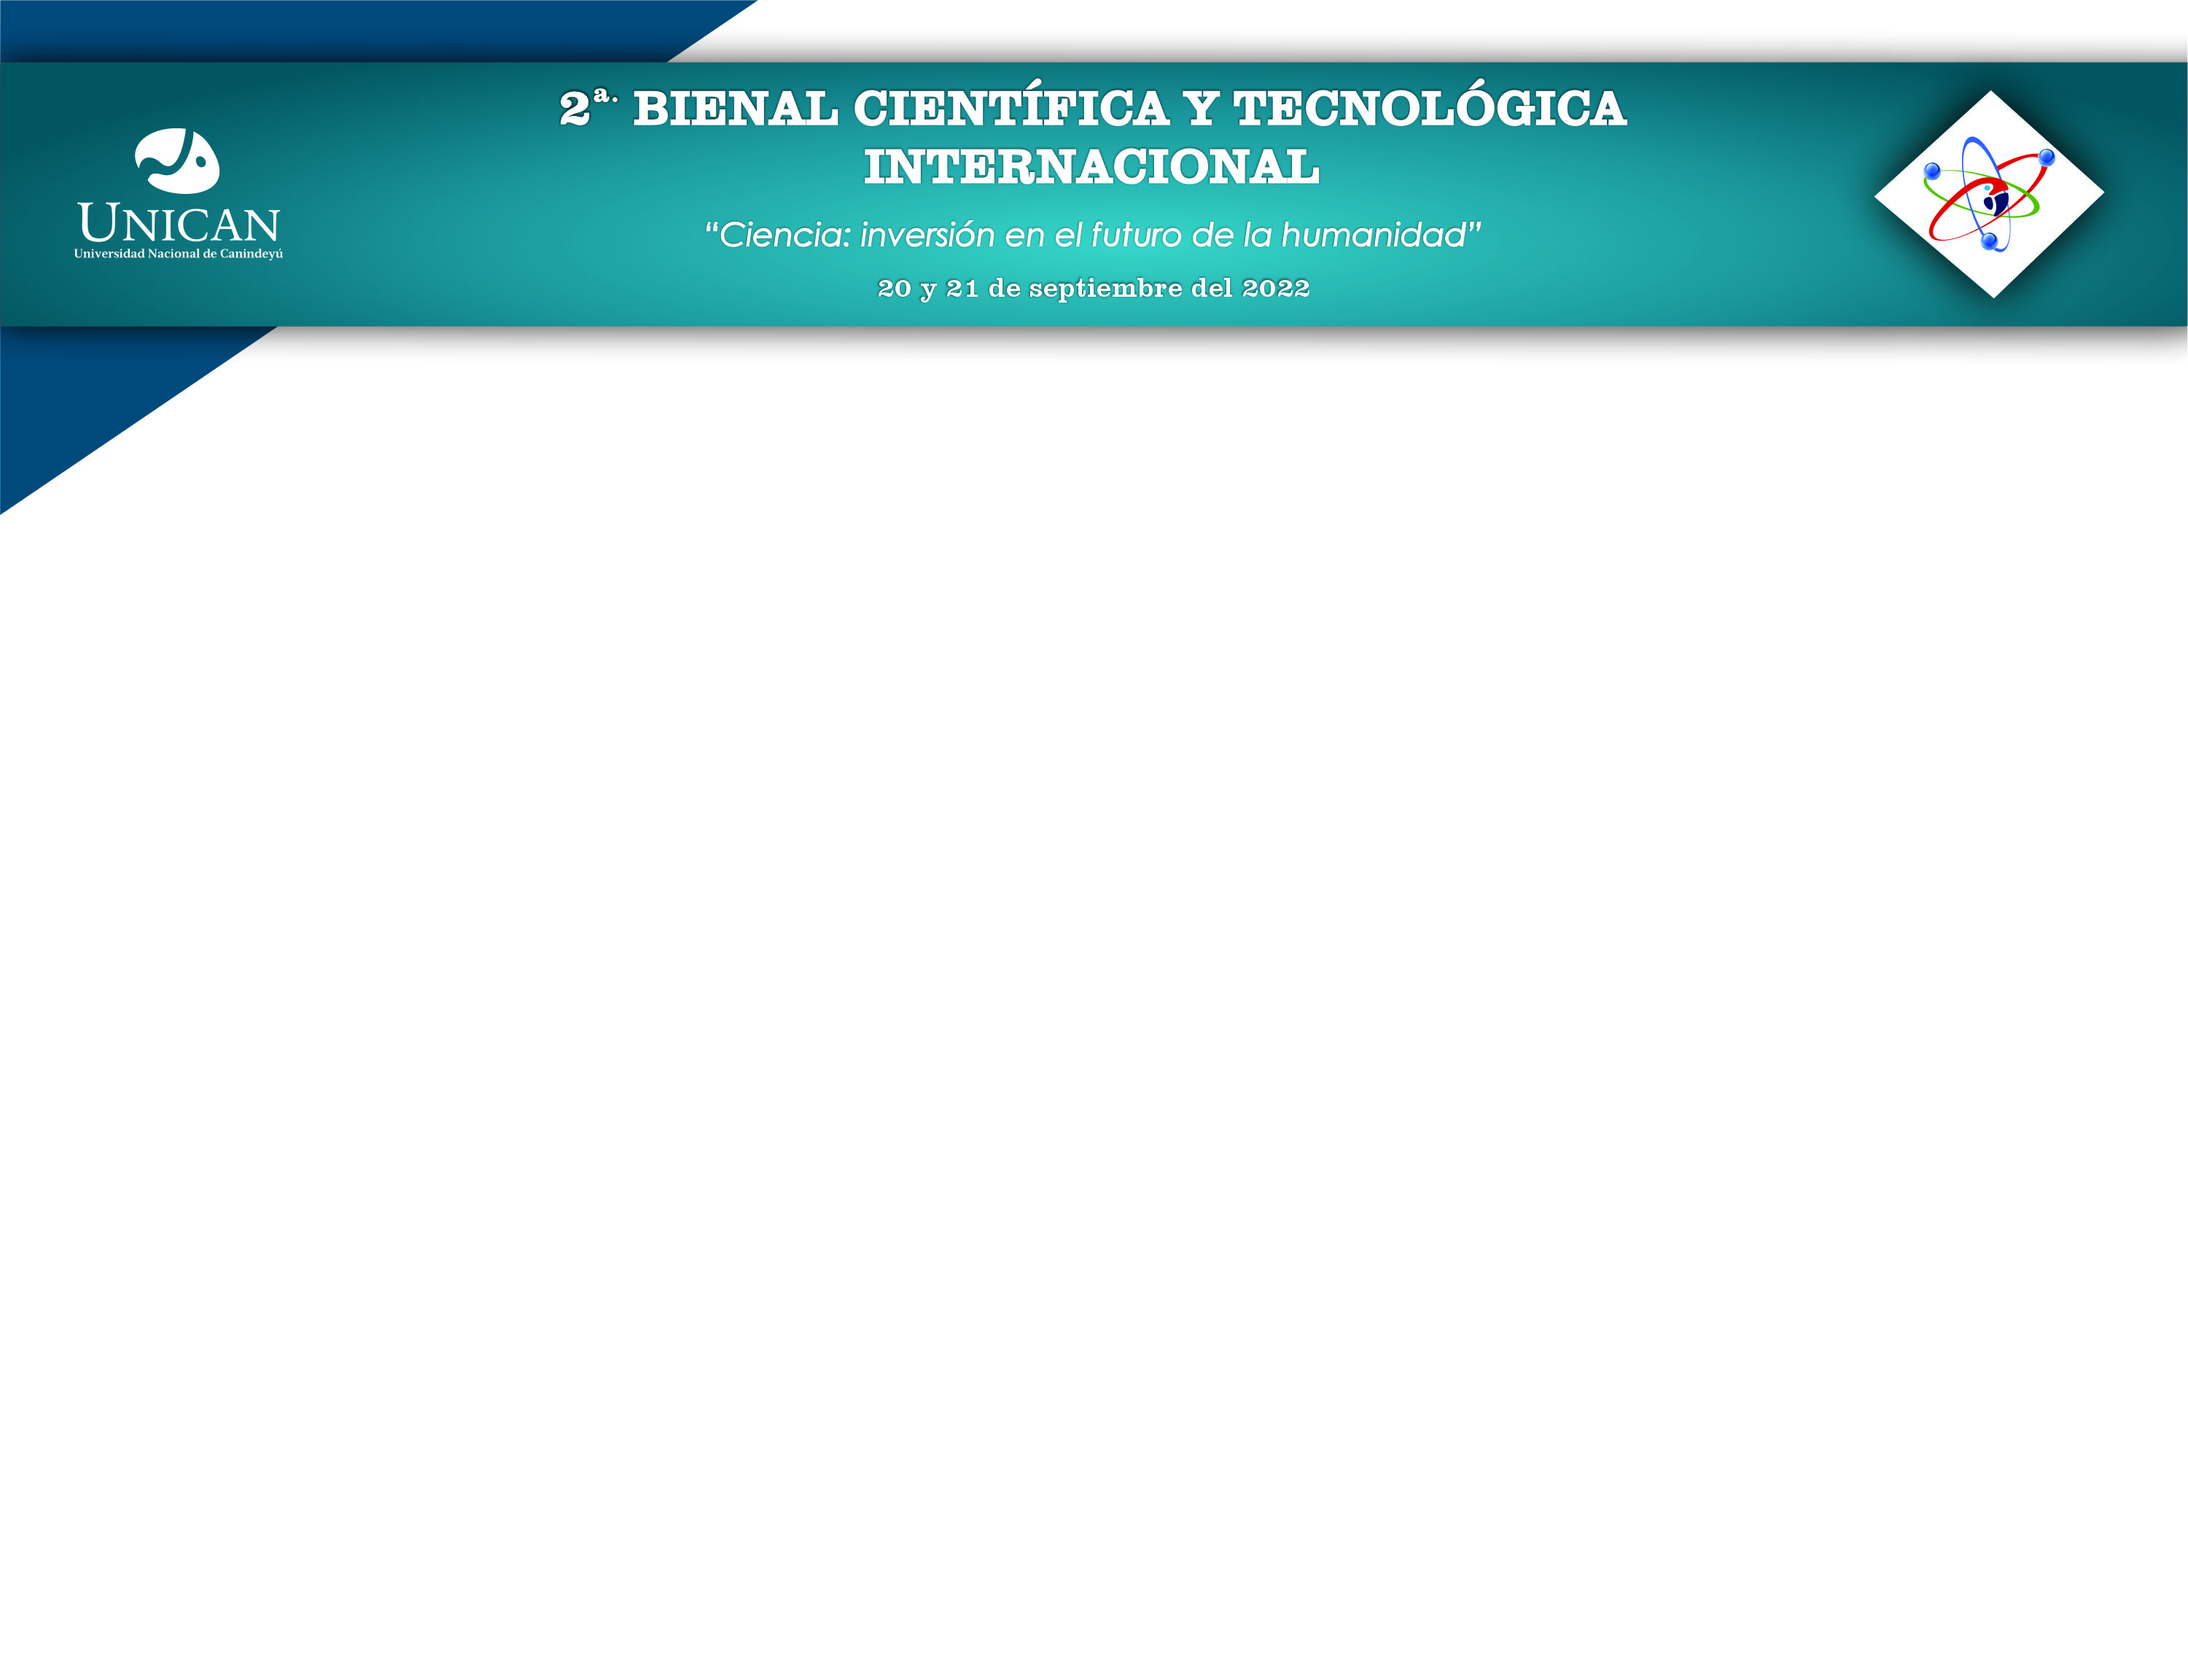 2ª. BIENAL CIENTÍFICA Y TECNOLÓGICA
INTERNACIONAL
“Ciencia: inversión en el futuro de la humanidad”
20 y 21 de septiembre del 2022
UNICAN
Universidad Nacional de Canindeyú